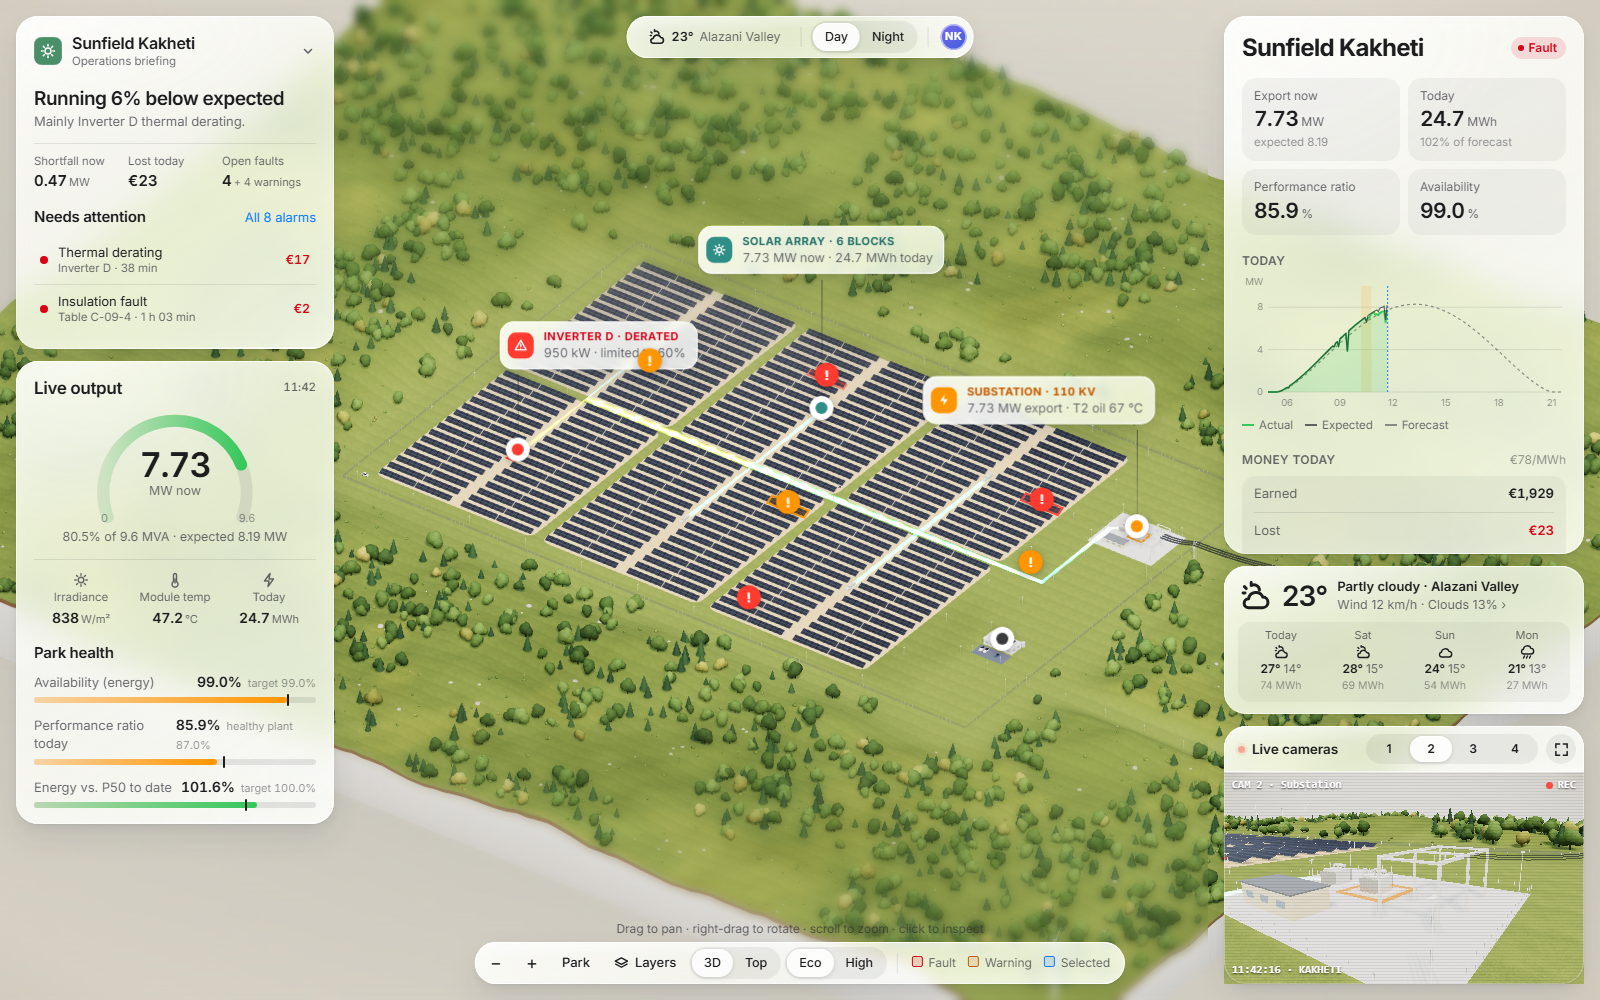 Sunfield Kakheti
Operations briefing
Running 6% below expected
Mainly Inverter D thermal derating.
Shortfall now Lost today Open faults
0.47 MW €23 4 + 4 warnings
Needs attention All 8 alarms
Thermal derating
Inverter D · 38 min
€17
Insulation fault
Table C-09-4 · 1 h 03 min
€2
Live output 11:42
7.73
MW now
0 9.6
80.5% of 9.6 MVA · expected 8.19 MW
Irradiance Module temp Today
838 W/m² 47.2 °C 24.7 MWh
Park health
Availability (energy) 99.0% target 99.0%
Performance ratio today 85.9% healthy plant 87.0%
Energy vs. P50 to date 101.6% target 100.0%
23° Alazani Valley Day Night NK
SOLAR ARRAY · 6 BLOCKS
7.73 MW now · 24.7 MWh today
INVERTER D · DERATED
950 kW · limited 60%
SUBSTATION · 110 KV
7.73 MW export · T2 oil 67 °C
Drag to pan · right-drag to rotate · scroll to zoom · click to inspect
− + Park Layers 3D Top Eco High Fault Warning Selected
Sunfield Kakheti Fault
Export now
7.73 MW
expected 8.19
Today
24.7 MWh
102% of forecast
Performance ratio
85.9 %
Availability
99.0 %
TODAY
MW
8
4
0
06 09 12 15 18 21
Actual Expected Forecast
MONEY TODAY €78/MWh
Earned €1,929
Lost €23
23° Partly cloudy · Alazani Valley
Wind 12 km/h · Clouds 13% ›
Today Sat Sun Mon
27° 14° 28° 15° 24° 15° 21° 13°
74 MWh 69 MWh 54 MWh 27 MWh
Live cameras 1 2 3 4
CAM 2 · Substation REC
11:42:16 · KAKHETI